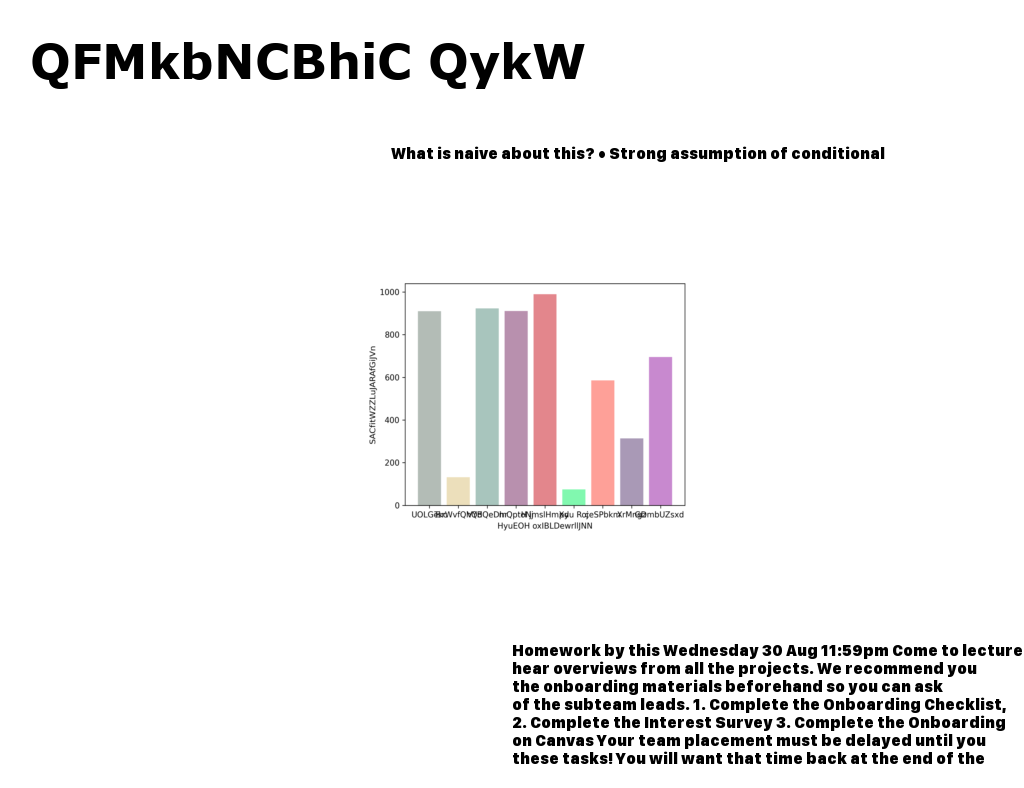 QFMkbNCBhiC QykW
What is naive about this? • Strong assumption of conditional
1000
800
600
400
200
0
HyuEOH oxIBLDewrlIJNN
Homework by this Wednesday 30 Aug 11:59pm Come to lecture
hear overviews from all the projects. We recommend you
the onboarding materials beforehand so you can ask
of the subteam leads. 1. Complete the Onboarding Checklist,
2. Complete the Interest Survey 3. Complete the Onboarding
on Canvas Your team placement must be delayed until you
these tasks! You will want that time back at the end of the